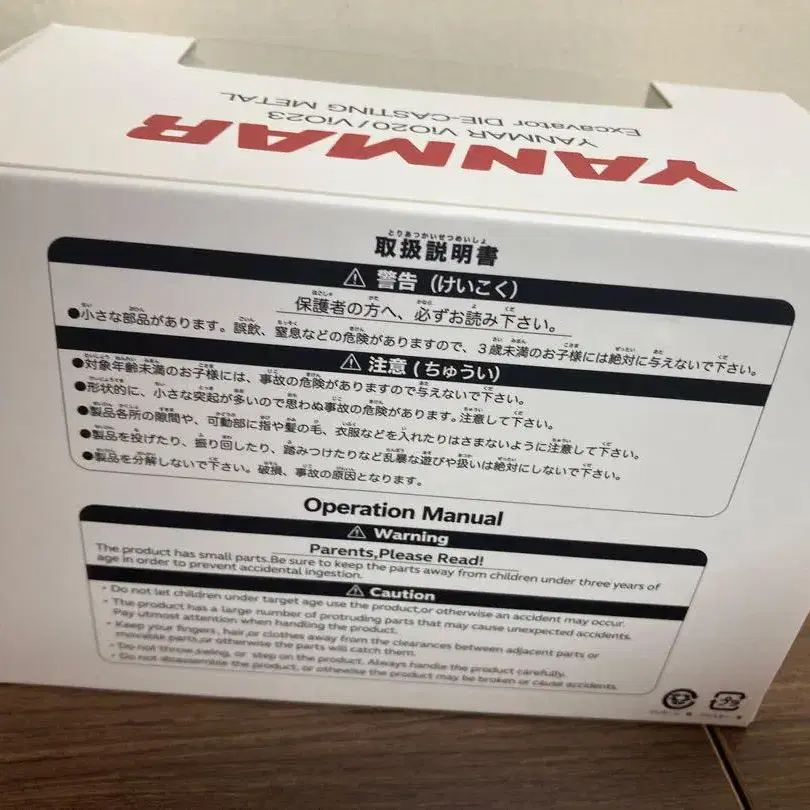 Excavator DIE-CASTING METAL
YANMAR ViO20 / ViO23
YANMAR
とりあつかいせつめいしょ
取扱説明書
警告 (けいこく)
保護者の方へ、必ずお読み下さい。
●小さな部品があります。誤飲、窒息などの危険がありますので、3歳未満のお子様には絶対に与えないで下さい。
注意 (ちゅうい)
●対象年齢未満のお子様には、事故の危険がありますので与えないで下さい。
●形状的に、小さな突起が多いので思わぬ事故の危険があります。注意して下さい。
●製品各所の隙間や、可動部に指や髪の毛、衣服などを入れたりはさまないように注意して下さい。
●製品を投げたり、振り回したり、踏みつけたりなど乱暴な遊びや扱いは絶対にしないで下さい。
●製品を分解しないで下さい。破損、事故の原因となります。
Operation Manual
Warning
Parents,Please Read!
The product has small parts.Be sure to keep the parts away from children under three years of
age in order to prevent accidental ingestion.
Caution
・Do not let children under target age use the product,or otherwise an accident may occur.
・The product has a large number of protruding parts that may cause unexpected accidents.
Pay utmost attention when handling the product.
・Keep your fingers, hair,or clothes away from the clearances between adjacent parts or
movable parts,or otherwise the parts will catch them.
・Do not throw,swing, or step on the product. Always handle the product carefully.
・Do not disassemble the product, or otherwise the product may be broken or cause accidents.